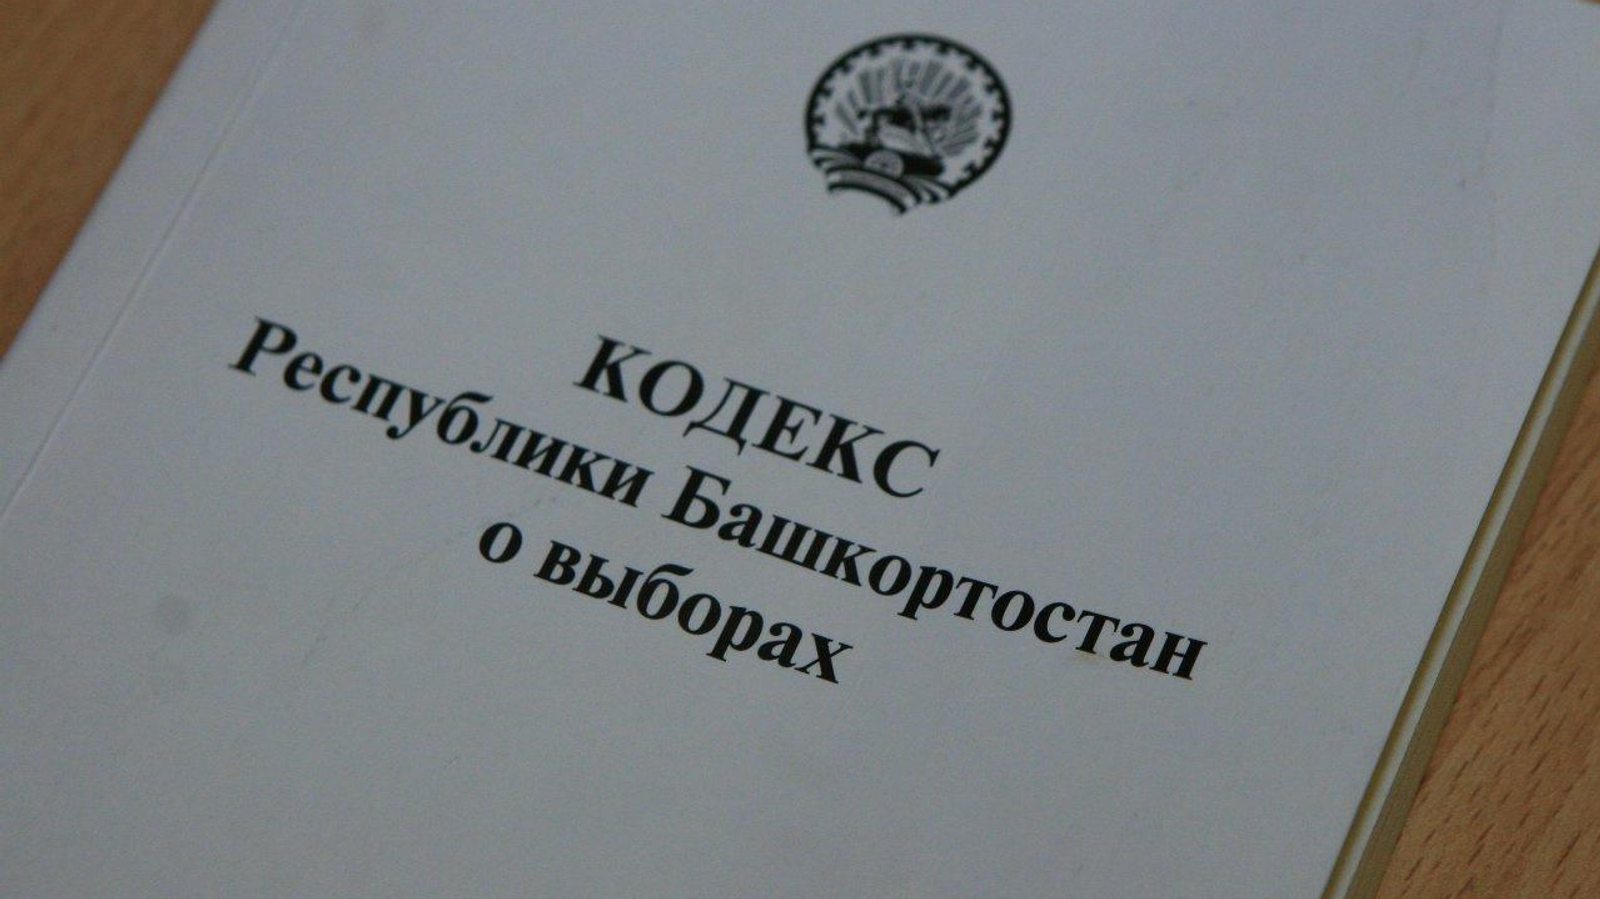 КОДЕКС
Республики Башкортостан
о выборах